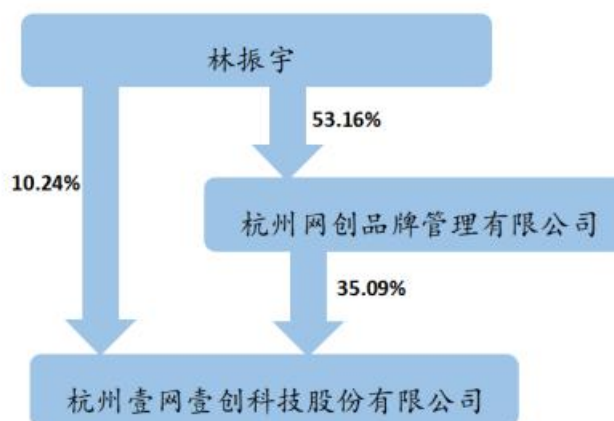 林振宇
53.16%
10.24%
杭州网创品牌管理有限公司
35.09%
杭州壹网壹创科技股份有限公司